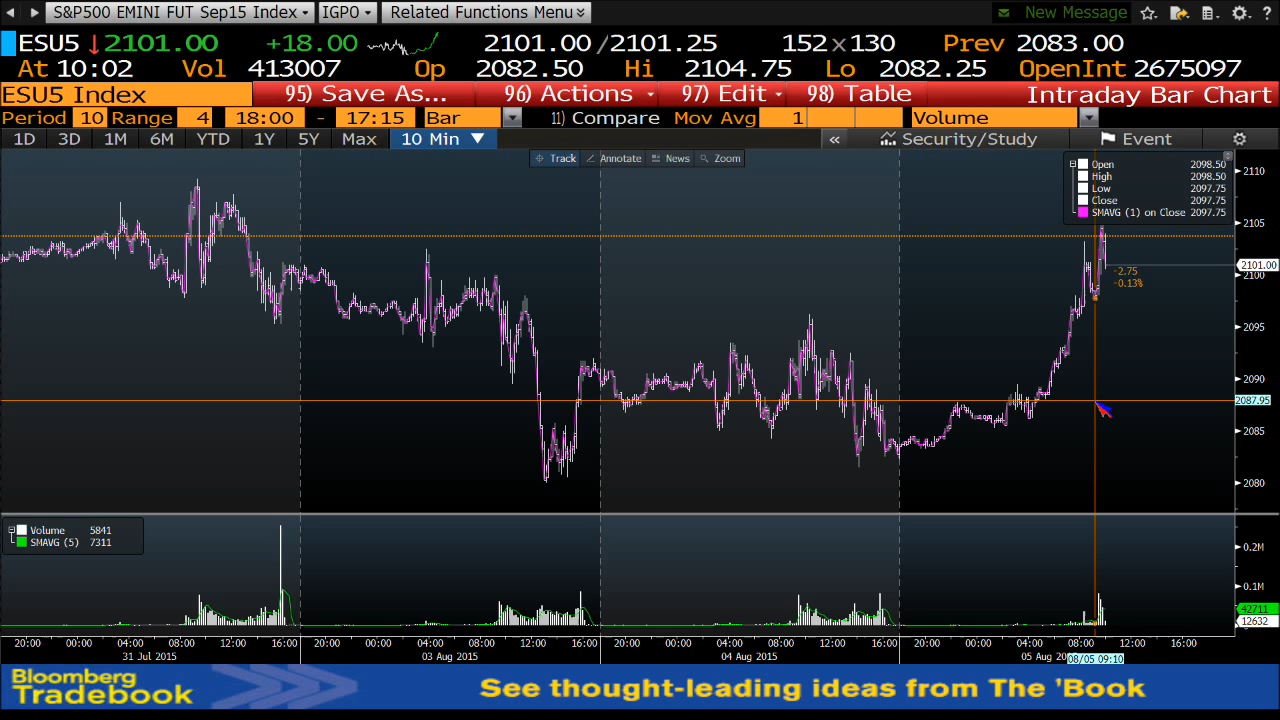 S&P500 EMINI FUT Sep15 Index IGPO Related Functions Menu New Message
ESU5 ↓2101.00 +18.00 2101.00/2101.25 152x130 Prev 2083.00
At 10:02 Vol 413007 Op 2082.50 Hi 2104.75 Lo 2082.25 OpenInt 2675097
ESU5 Index 95) Save As... 96) Actions 97) Edit 98) Table Intraday Bar Chart
Period 10 Range 4 18:00 - 17:15 Bar 11) Compare Mov Avg 1 Volume
1D 3D 1M 6M YTD 1Y 5Y Max 10 Min ▼ « Security/Study Event
Track Annotate News Zoom
Open 2098.50
High 2098.50
Low 2097.75
Close 2097.75
SMAVG (1) on Close 2097.75
2110
2105
2101.00
2100
-2.75
-0.13%
2095
2090
2087.95
2085
2080
Volume 5841
SMAVG (5) 7311
0.2M
0.1M
42711
12632
20:00 00:00 04:00 08:00 12:00 16:00 20:00 00:00 04:00 08:00 12:00 16:00 20:00 00:00 04:00 08:00 12:00 16:00 20:00 00:00 04:00 08:00 12:00 16:00
31 Jul 2015 03 Aug 2015 04 Aug 2015 05 Aug 08/05 09:10
Bloomberg
Tradebook
See thought-leading ideas from The 'Book